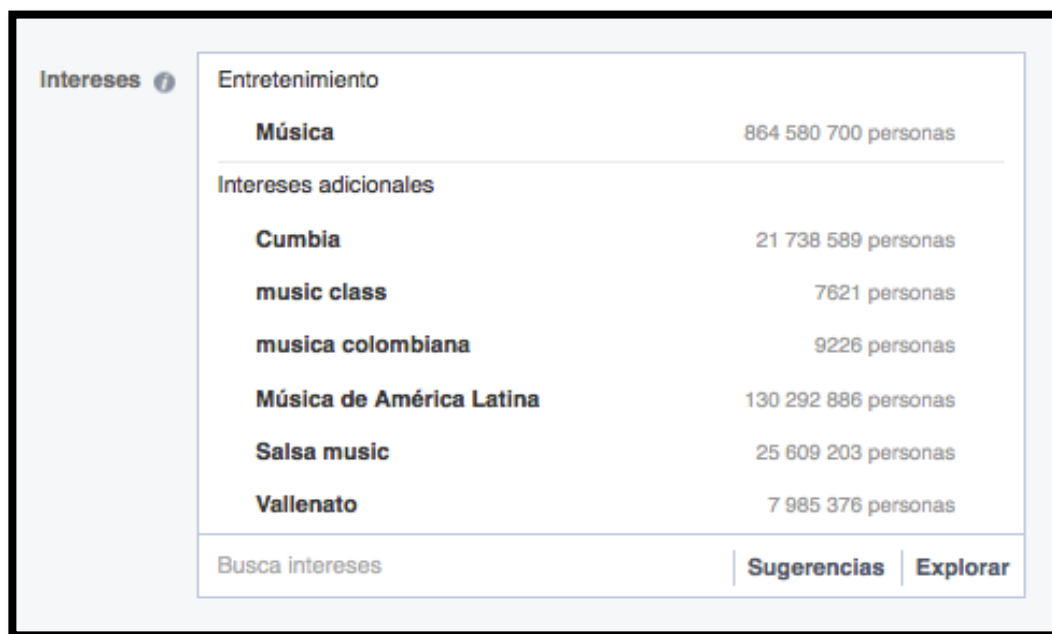 Intereses
Entretenimiento
Música 864 580 700 personas
Intereses adicionales
Cumbia 21 738 589 personas
music class 7621 personas
musica colombiana 9226 personas
Música de América Latina 130 292 886 personas
Salsa music 25 609 203 personas
Vallenato 7 985 376 personas
Busca intereses Sugerencias Explorar